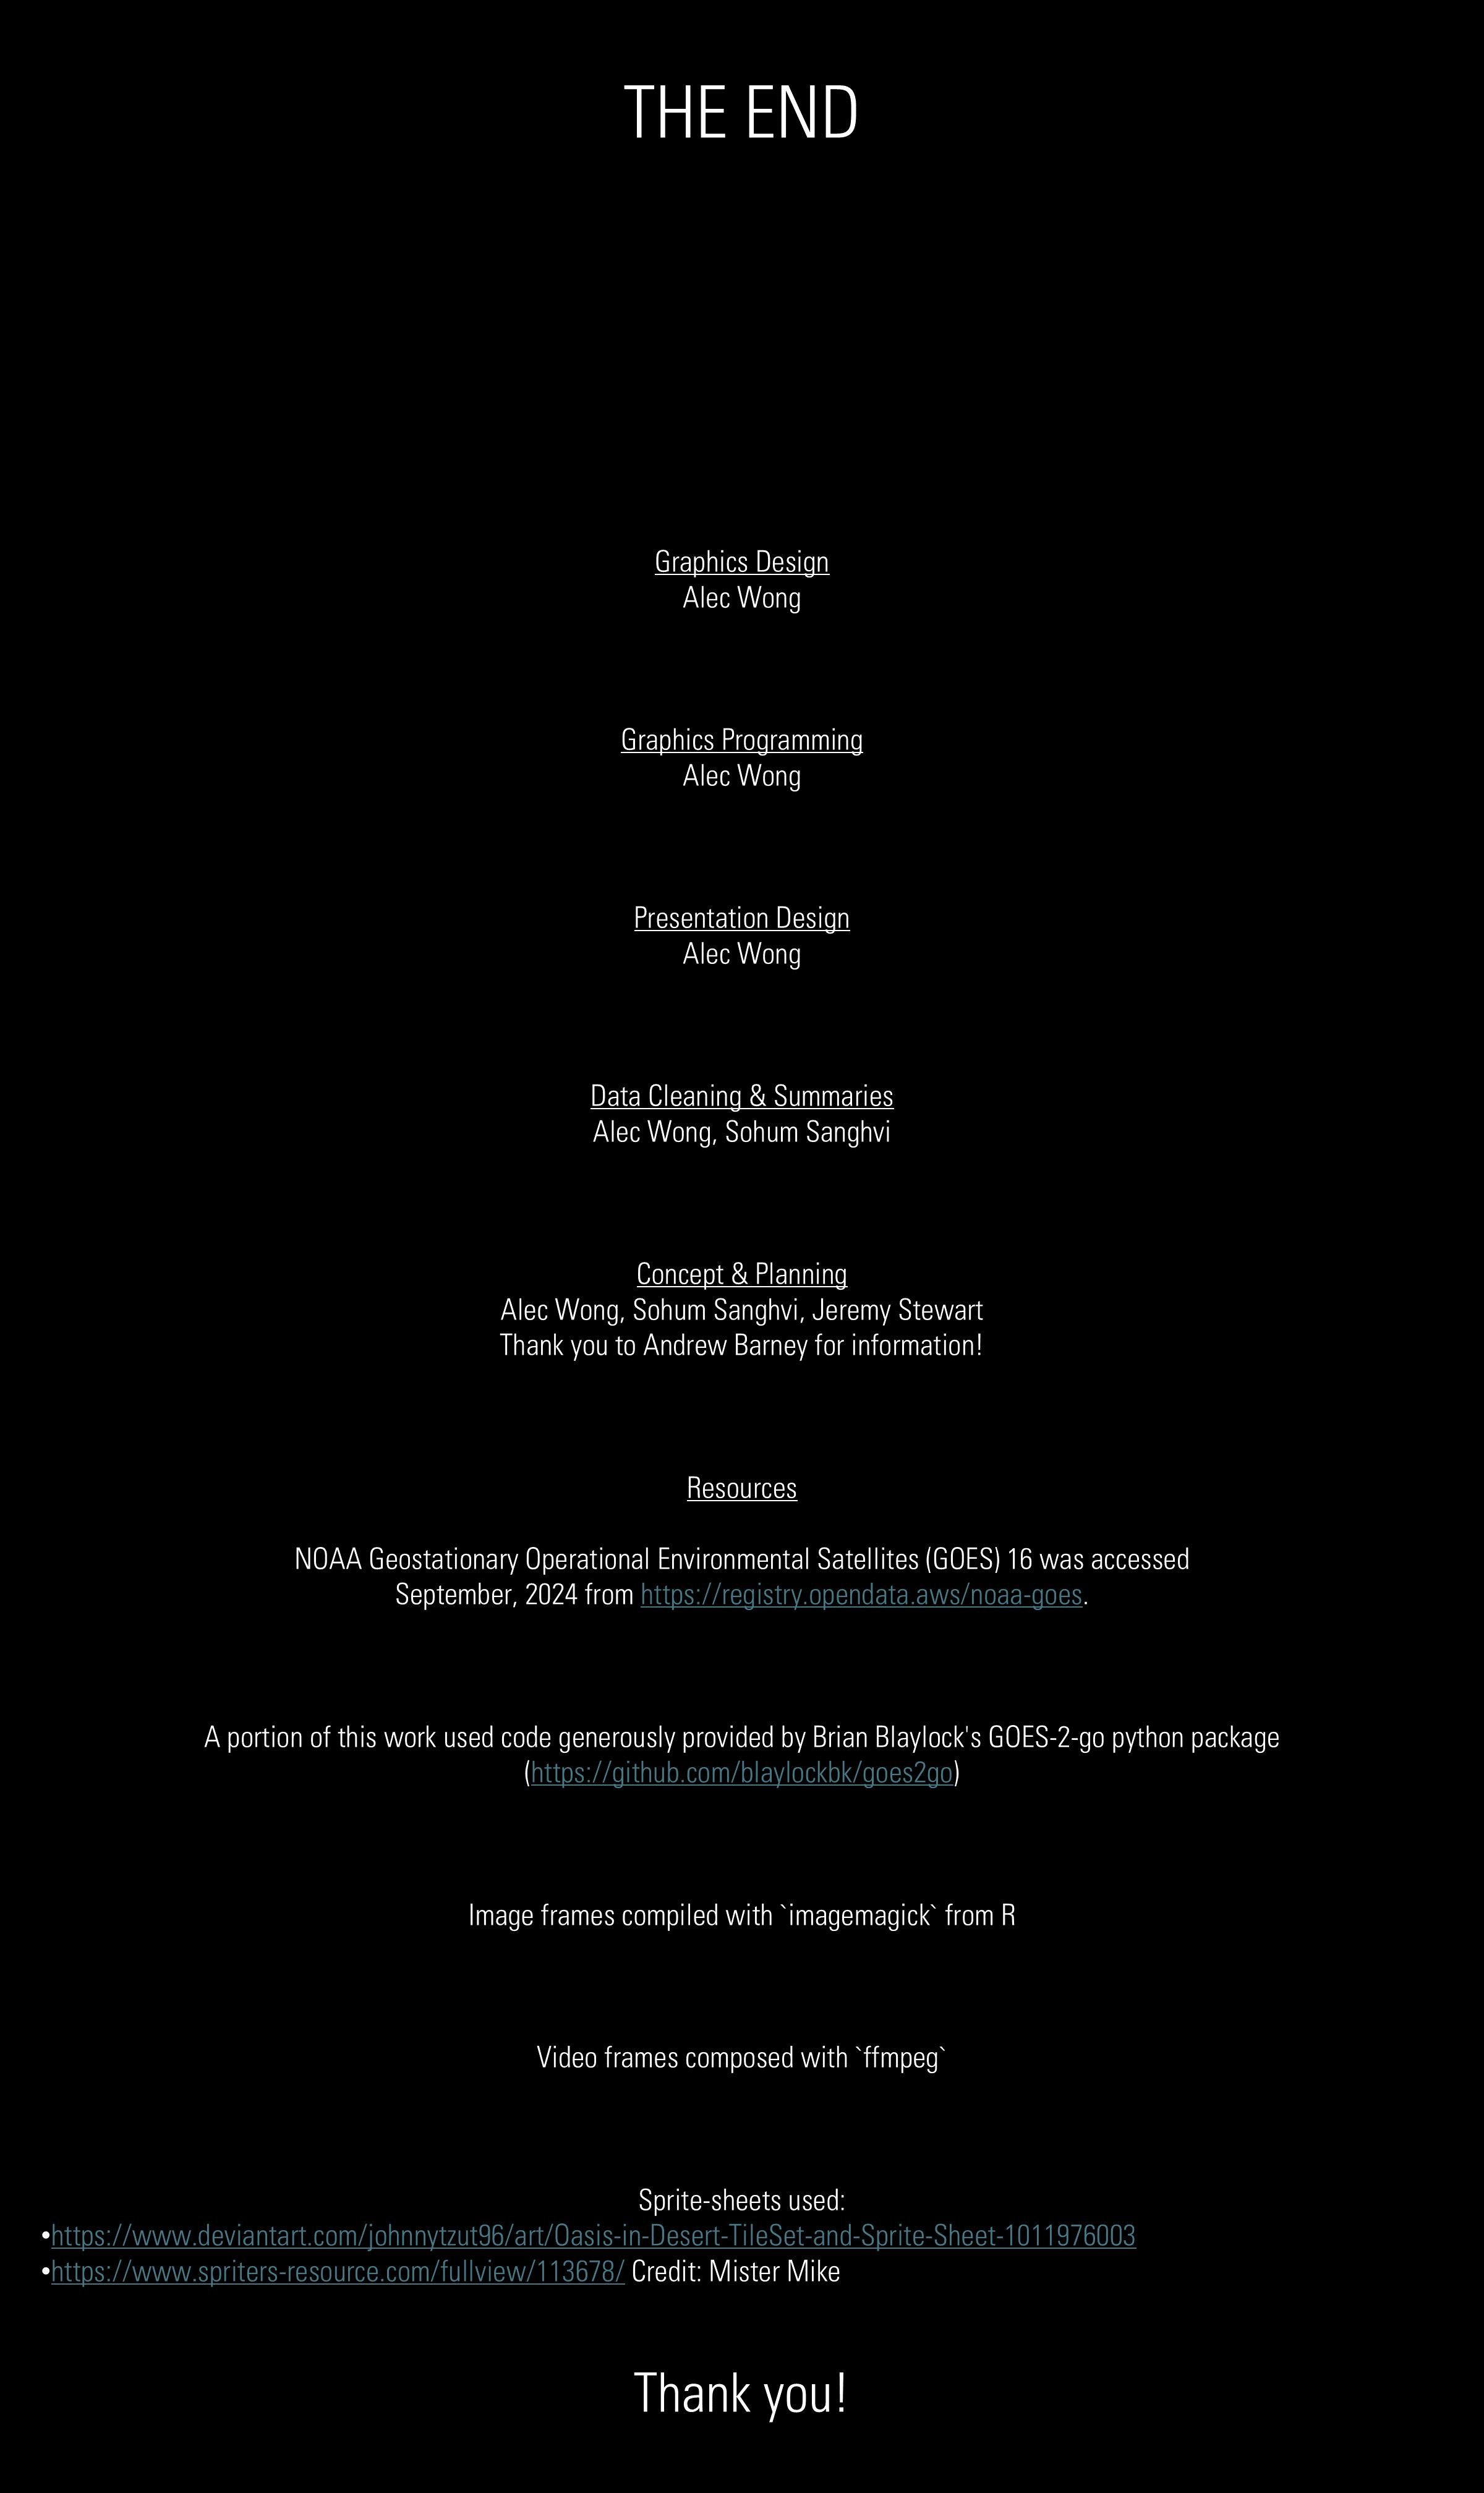 THE END
Graphics Design
Alec Wong
Graphics Programming
Alec Wong
Presentation Design
Alec Wong
Data Cleaning & Summaries
Alec Wong, Sohum Sanghvi
Concept & Planning
Alec Wong, Sohum Sanghvi, Jeremy Stewart
Thank you to Andrew Barney for information!
Resources
NOAA Geostationary Operational Environmental Satellites (GOES) 16 was accessed
September, 2024 from https://registry.opendata.aws/noaa-goes.
A portion of this work used code generously provided by Brian Blaylock's GOES-2-go python package
(https://github.com/blaylockbk/goes2go)
Image frames compiled with `imagemagick` from R
Video frames composed with `ffmpeg`
Sprite-sheets used:
•https://www.deviantart.com/johnnytzut96/art/Oasis-in-Desert-TileSet-and-Sprite-Sheet-1011976003
•https://www.spriters-resource.com/fullview/113678/ Credit: Mister Mike
Thank you!